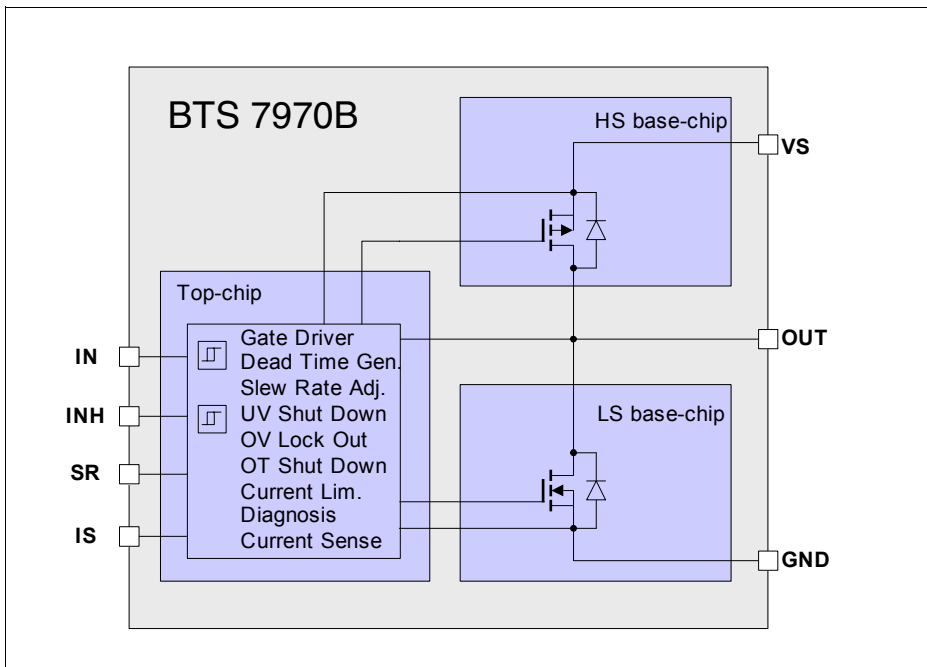 BTS 7970B
HS base-chip
VS
Top-chip
Gate Driver
Dead Time Gen.
Slew Rate Adj.
UV Shut Down
OV Lock Out
OT Shut Down
Current Lim.
Diagnosis
Current Sense
IN
INH
SR
IS
OUT
LS base-chip
GND